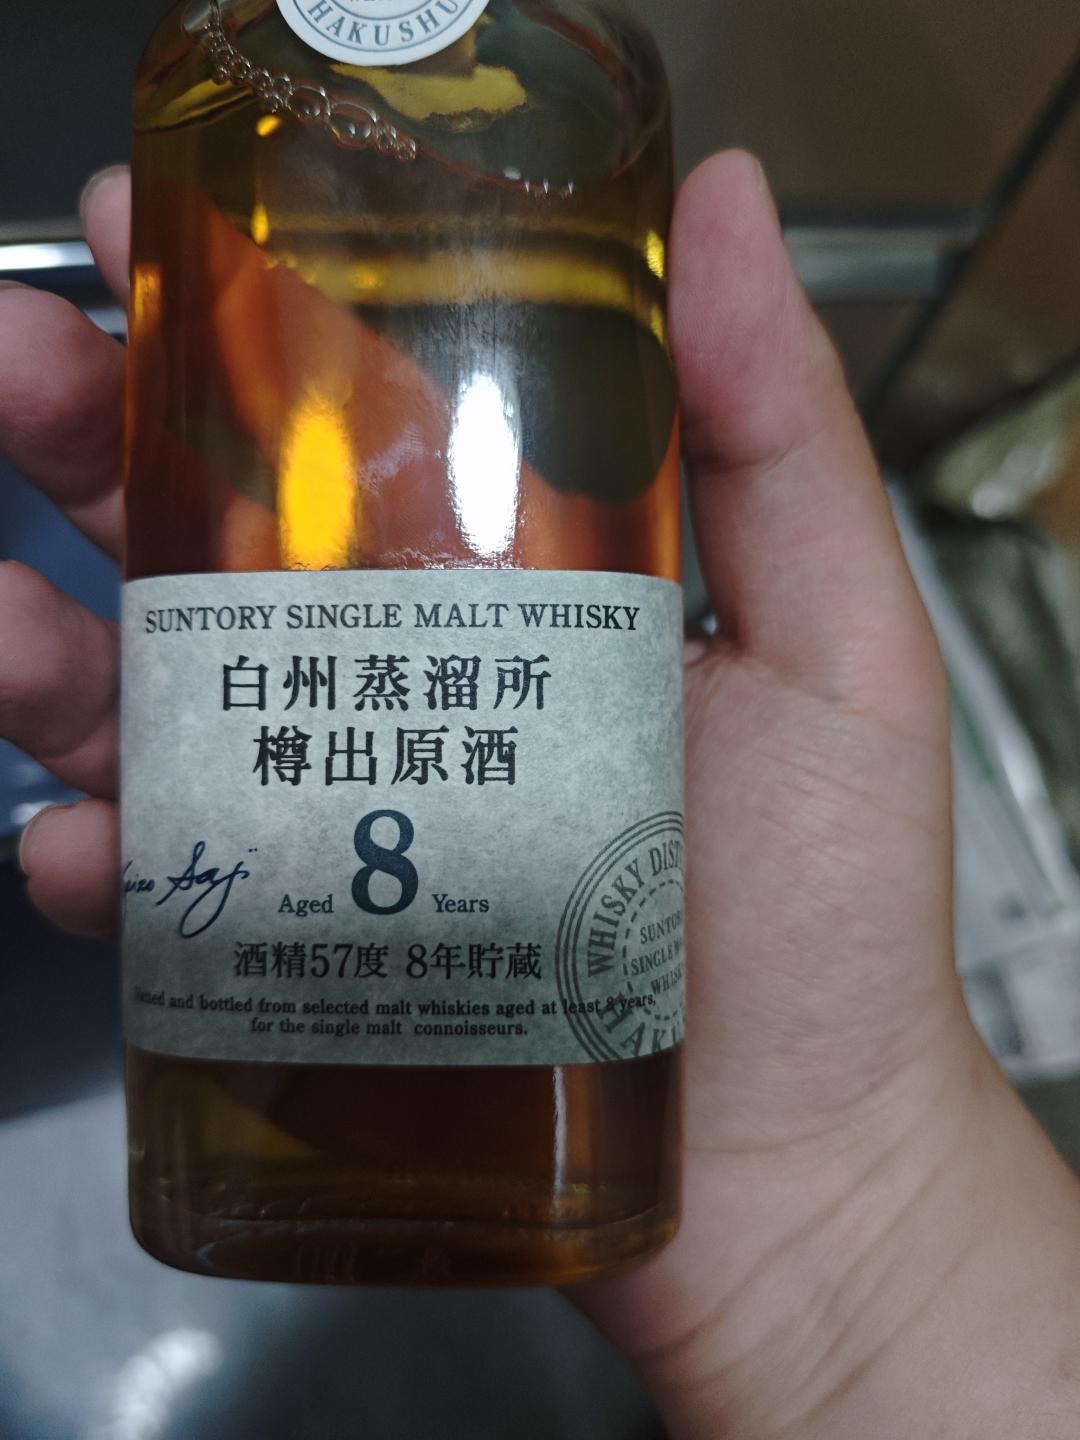 HAKUSHU
SUNTORY SINGLE MALT WHISKY
白州蒸溜所
樽出原酒
Saji
Aged 8 Years
酒精57度 8年貯蔵
and bottled from selected malt whiskies aged at least 8 years,
for the single malt connoisseurs.
WHISKY
SUNTORY
SINGLE
WHISKY